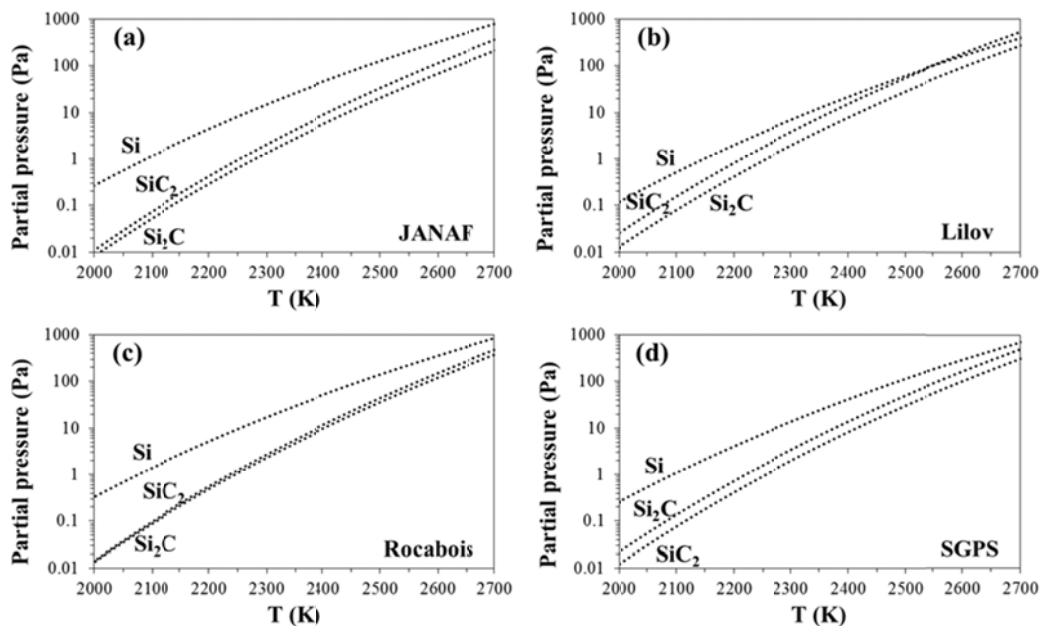 (a)
Partial pressure (Pa)
1000
100
10
1
0.1
0.01
Si
SiC₂
Si₂C
JANAF
2000 2100 2200 2300 2400 2500 2600 2700
T (K)
(b)
Partial pressure (Pa)
1000
100
10
1
0.1
0.01
Si
SiC₂
Si₂C
Lilov
2000 2100 2200 2300 2400 2500 2600 2700
T (K)
(c)
Partial pressure (Pa)
1000
100
10
1
0.1
0.01
Si
SiC₂
Si₂C
Rocabois
2000 2100 2200 2300 2400 2500 2600 2700
T (K)
(d)
Partial pressure (Pa)
1000
100
10
1
0.1
0.01
Si
Si₂C
SiC₂
SGPS
2000 2100 2200 2300 2400 2500 2600 2700
T (K)